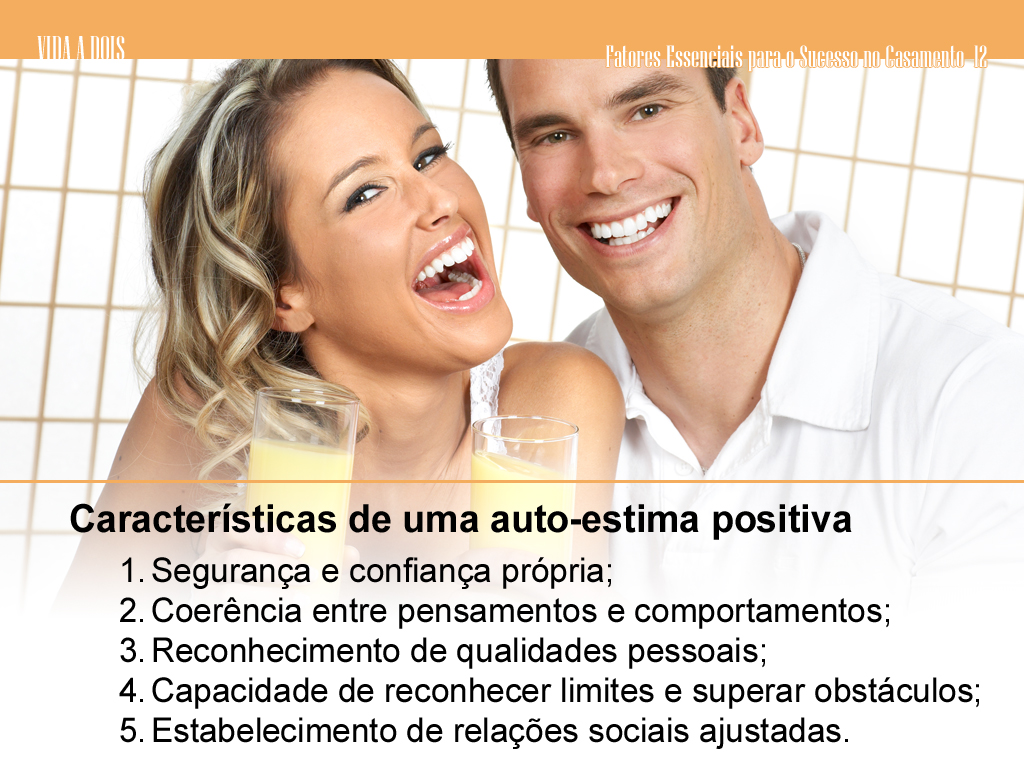 VIDA A DOIS
Fatores Essenciais para o Sucesso no Casamento 12
Características de uma auto-estima positiva
1. Segurança e confiança própria;
2. Coerência entre pensamentos e comportamentos;
3. Reconhecimento de qualidades pessoais;
4. Capacidade de reconhecer limites e superar obstáculos;
5. Estabelecimento de relações sociais ajustadas.